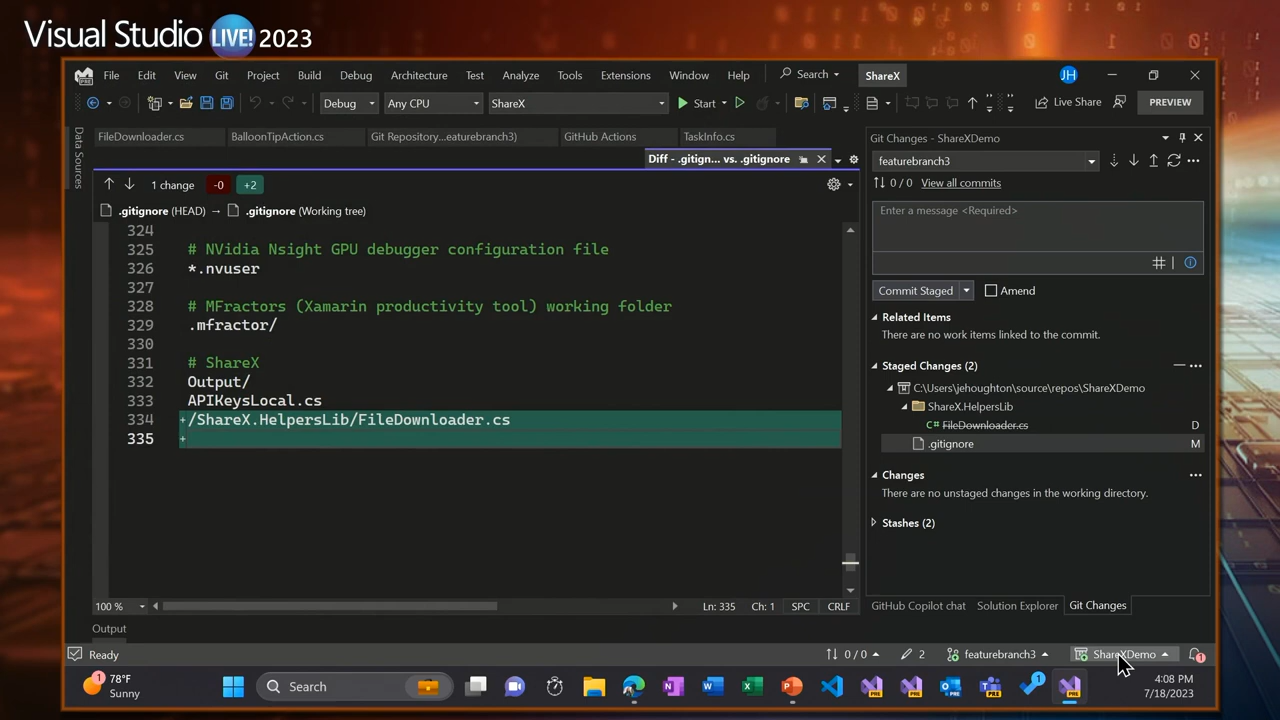 Visual Studio LIVE! 2023
File Edit View Git Project Build Debug Architecture Test Analyze Tools Extensions Window Help Search ShareX JH
Debug Any CPU ShareX Start Live Share PREVIEW
Data Sources
FileDownloader.cs BalloonTipAction.cs Git Repository...eaturebranch3) GitHub Actions TaskInfo.cs
Diff - .gitign... vs. .gitignore
1 change -0 +2
.gitignore (HEAD) → .gitignore (Working tree)
324
325 # NVidia Nsight GPU debugger configuration file
326 *.nvuser
327
328 # MFractors (Xamarin productivity tool) working folder
329 .mfractor/
330
331 # ShareX
332 Output/
333 APIKeysLocal.cs
334 +/ShareX.HelpersLib/FileDownloader.cs
335 +
100 % Ln: 335 Ch: 1 SPC CRLF
Output
Git Changes - ShareXDemo
featurebranch3
0 / 0 View all commits
Enter a message <Required>
Commit Staged Amend
Related Items
There are no work items linked to the commit.
Staged Changes (2)
C:\Users\jehoughton\source\repos\ShareXDemo
ShareX.HelpersLib
C# FileDownloader.cs D
.gitignore M
Changes
There are no unstaged changes in the working directory.
Stashes (2)
GitHub Copilot chat Solution Explorer Git Changes
Ready 0 / 0 2 featurebranch3 ShareXDemo 1
1 78°F
Sunny
Search
1
4:08 PM
7/18/2023